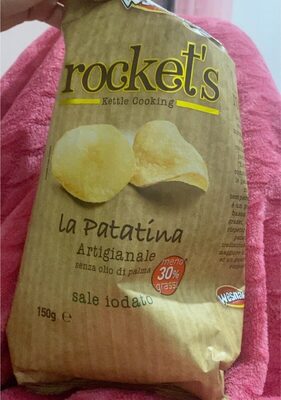 rocket's
Kettle Cooking
La Patatina
Artigianale
senza olio di palma
meno
30%
grassi
sale iodato
150g e